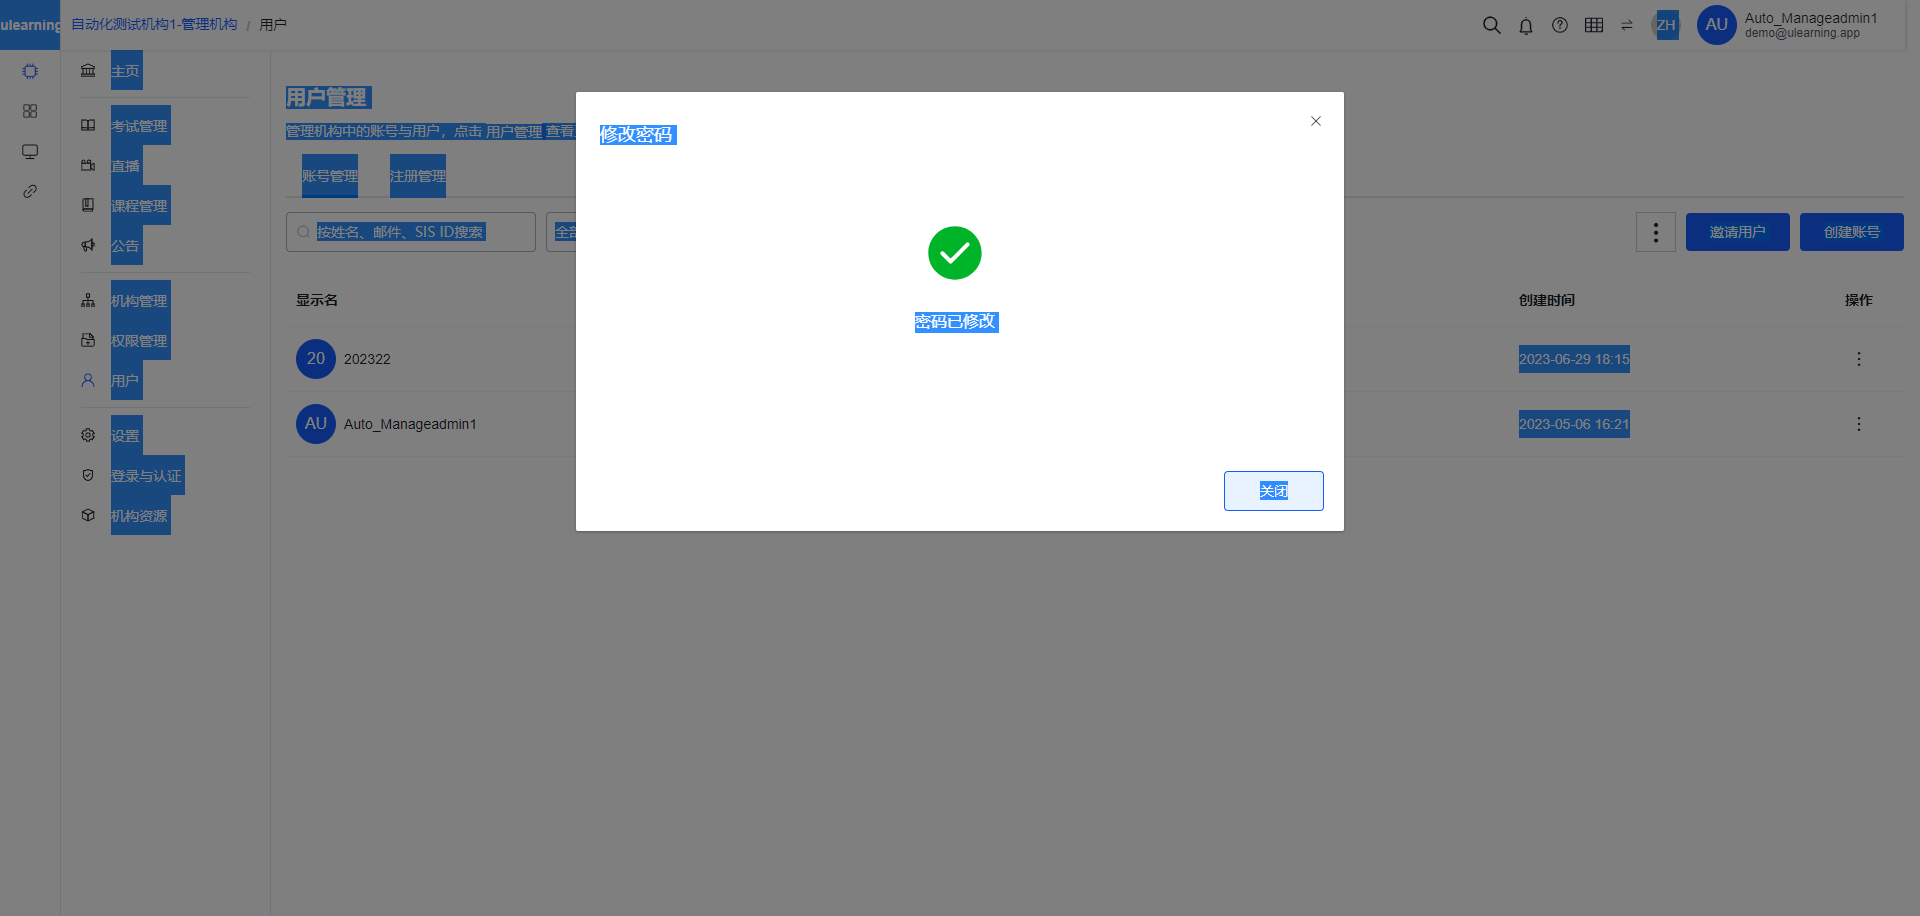 ulearning
自动化测试机构1-管理机构 / 用户
ZH
AU
Auto_Manageadmin1
demo@ulearning.app
主页
考试管理
直播
课程管理
公告
机构管理
权限管理
用户
设置
登录与认证
机构资源
用户管理
管理机构中的账号与用户，点击 用户管理 查看
账号管理
注册管理
按姓名、邮件、SIS ID搜索
全部
邀请用户
创建账号
显示名
创建时间
操作
20
202322
2023-06-29 18:15
AU
Auto_Manageadmin1
2023-05-06 16:21
修改密码
密码已修改
关闭